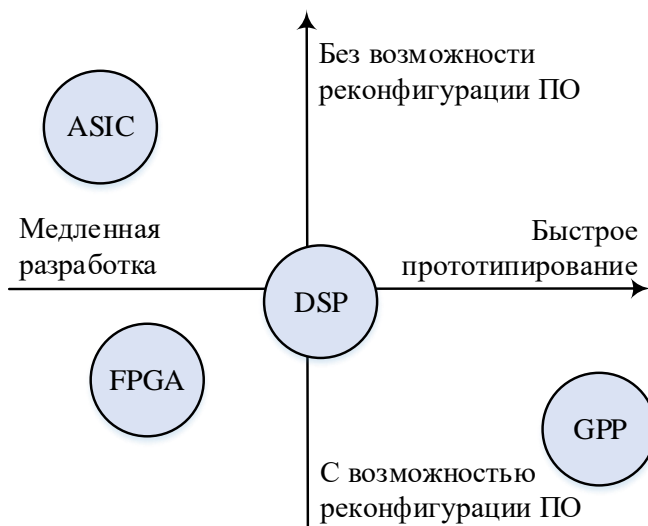 Без возможности
реконфигурации ПО
ASIC
Медленная
разработка
Быстрое
прототипирование
DSP
FPGA
GPP
С возможностью
реконфигурации ПО